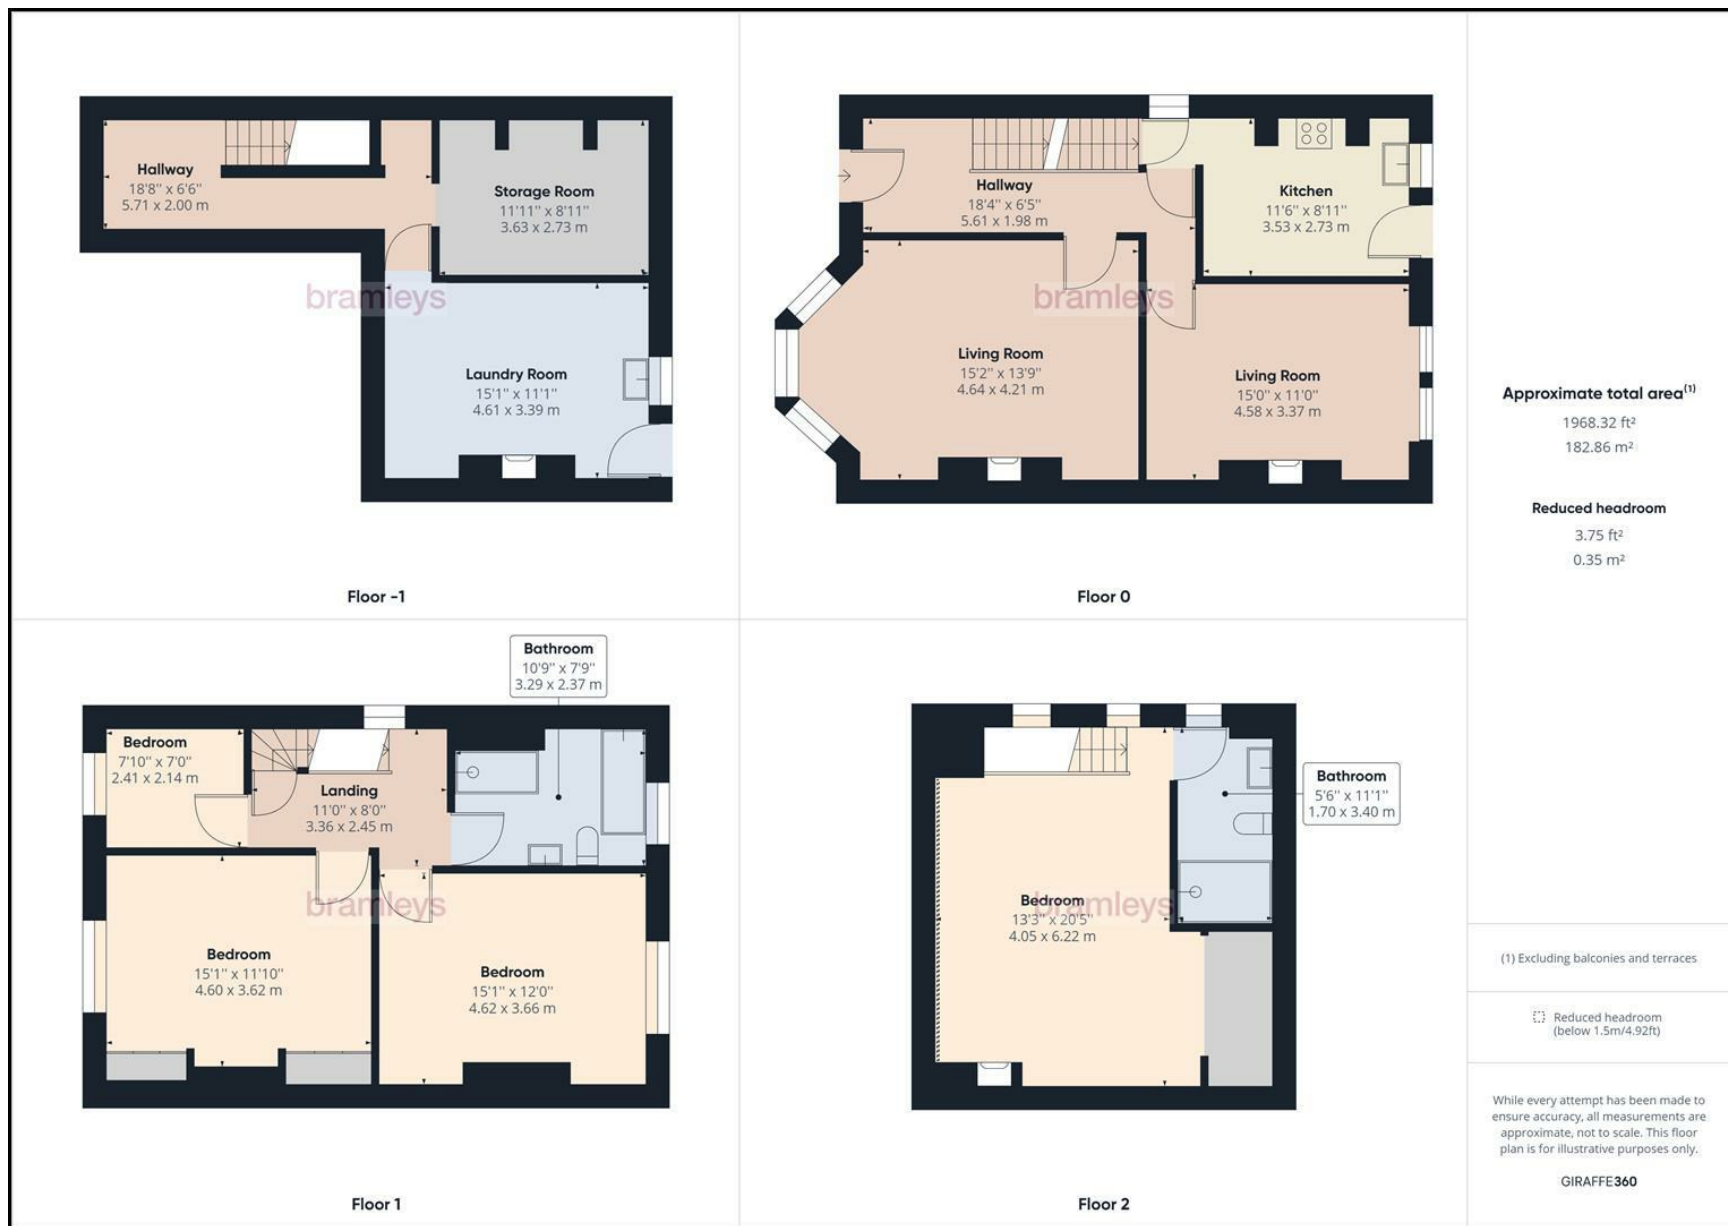 Hallway
18'8" x 6'6"
5.71 x 2.00 m
Storage Room
11'11" x 8'11"
3.63 x 2.73 m
bramleys
Laundry Room
15'1" x 11'1"
4.61 x 3.39 m
Floor -1
Hallway
18'4" x 6'5"
5.61 x 1.98 m
Kitchen
11'6" x 8'11"
3.53 x 2.73 m
bramleys
Living Room
15'2" x 13'9"
4.64 x 4.21 m
Living Room
15'0" x 11'0"
4.58 x 3.37 m
Floor 0
Bathroom
10'9" x 7'9"
3.29 x 2.37 m
Bedroom
7'10" x 7'0"
2.41 x 2.14 m
Landing
11'0" x 8'0"
3.36 x 2.45 m
bramleys
Bedroom
15'1" x 11'10"
4.60 x 3.62 m
Bedroom
15'1" x 12'0"
4.62 x 3.66 m
Floor 1
Bathroom
5'6" x 11'1"
1.70 x 3.40 m
bramleys
Bedroom
13'3" x 20'5"
4.05 x 6.22 m
Floor 2
Approximate total area(1)
1968.32 ft²
182.86 m²
Reduced headroom
3.75 ft²
0.35 m²
(1) Excluding balconies and terraces
Reduced headroom
(below 1.5m/4.92ft)
While every attempt has been made to
ensure accuracy, all measurements are
approximate, not to scale. This floor
plan is for illustrative purposes only.
GIRAFFE360